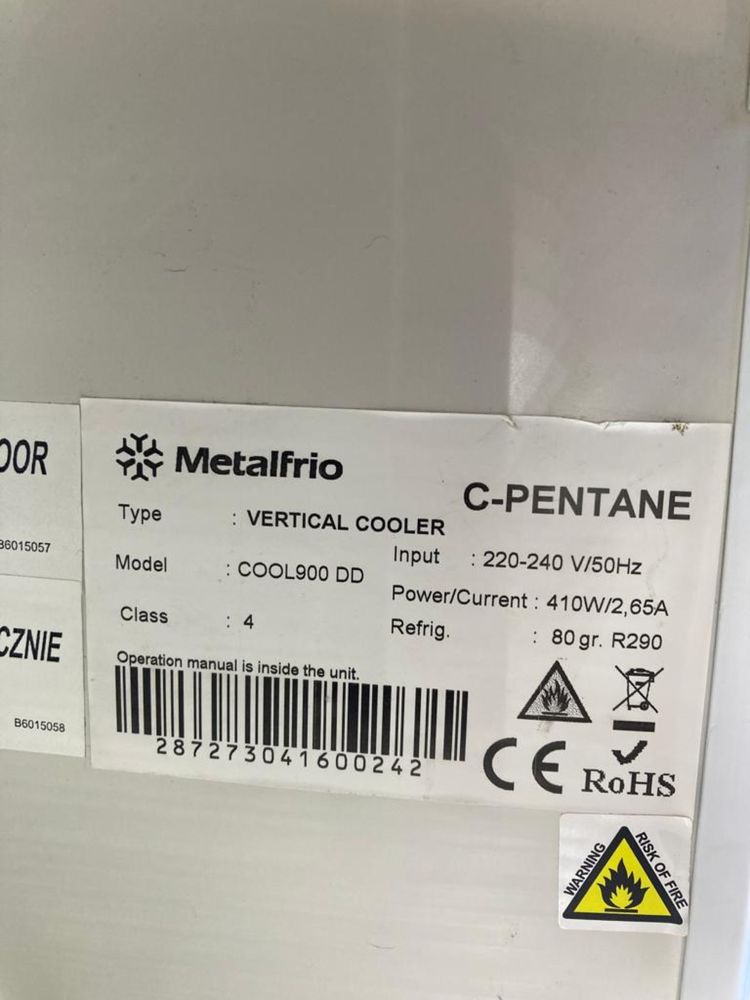 OOR
B6015057
CZNIE
B6015058
Metalfrio
C-PENTANE
Type : VERTICAL COOLER
Input : 220-240 V/50Hz
Model : COOL900 DD
Power/Current : 410W/2,65A
Class : 4
Refrig. : 80 gr. R290
Operation manual is inside the unit.
287273041600242
CE
RoHS
WARNING
RISK OF FIRE